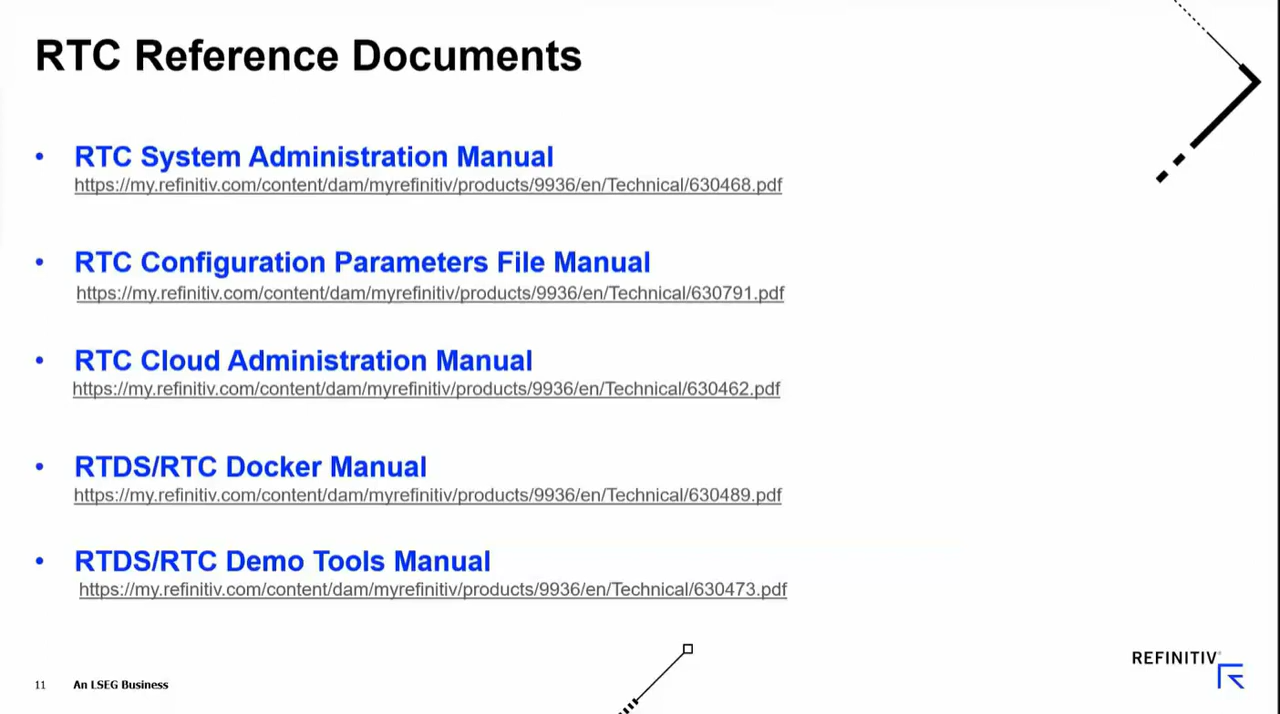 RTC Reference Documents
• RTC System Administration Manual
https://my.refinitiv.com/content/dam/myrefinitiv/products/9936/en/Technical/630468.pdf
• RTC Configuration Parameters File Manual
https://my.refinitiv.com/content/dam/myrefinitiv/products/9936/en/Technical/630791.pdf
• RTC Cloud Administration Manual
https://my.refinitiv.com/content/dam/myrefinitiv/products/9936/en/Technical/630462.pdf
• RTDS/RTC Docker Manual
https://my.refinitiv.com/content/dam/myrefinitiv/products/9936/en/Technical/630489.pdf
• RTDS/RTC Demo Tools Manual
https://my.refinitiv.com/content/dam/myrefinitiv/products/9936/en/Technical/630473.pdf
REFINITIV
11 An LSEG Business